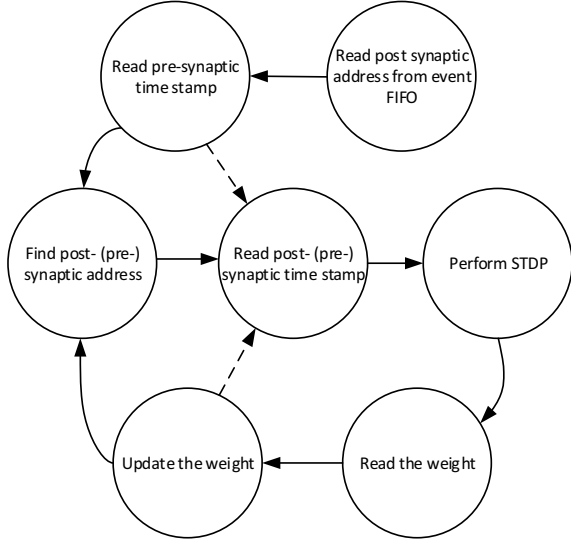 Read pre-synaptic
time stamp
Read post synaptic
address from event
FIFO
Find post- (pre-)
synaptic address
Read post- (pre-)
synaptic time stamp
Perform STDP
Update the weight
Read the weight